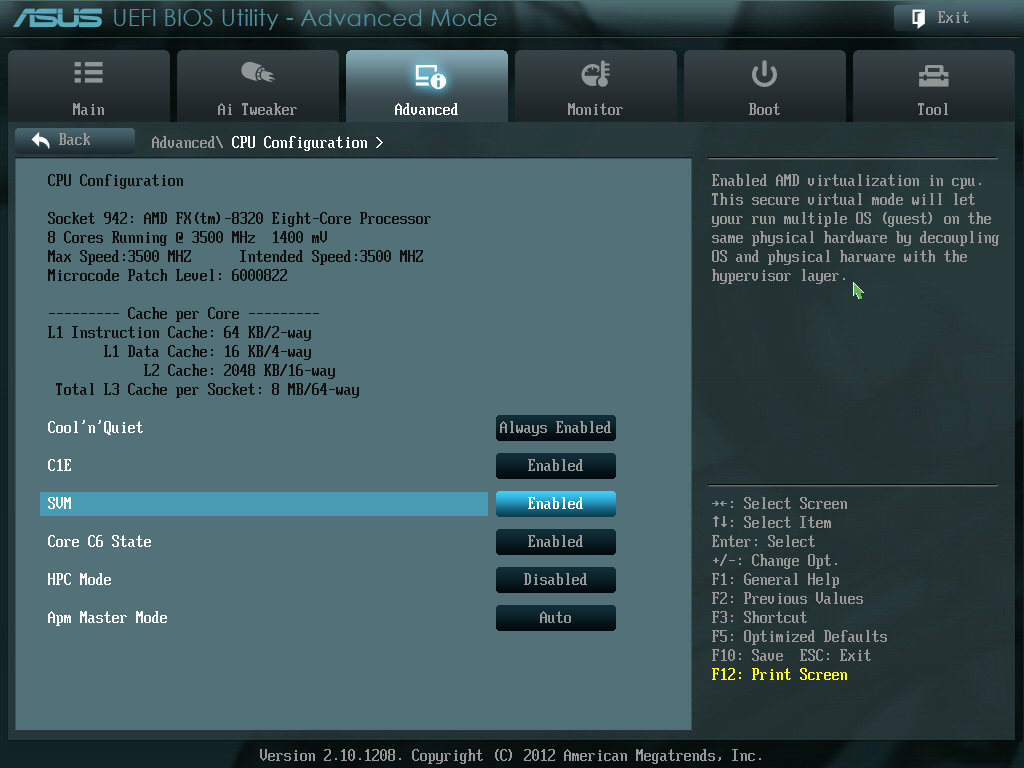 ASUS UEFI BIOS Utility - Advanced Mode
Exit
Main
Ai Tweaker
Advanced
Monitor
Boot
Tool
Back
Advanced\ CPU Configuration >
CPU Configuration
Socket 942: AMD FX(tm)-8320 Eight-Core Processor
8 Cores Running @ 3500 MHz  1400 mV
Max Speed:3500 MHZ      Intended Speed:3500 MHZ
Microcode Patch Level: 6000822
--------- Cache per Core ---------
L1 Instruction Cache: 64 KB/2-way
L1 Data Cache: 16 KB/4-way
L2 Cache: 2048 KB/16-way
Total L3 Cache per Socket: 8 MB/64-way
Cool'n'Quiet Always Enabled
C1E Enabled
SVM Enabled
Core C6 State Enabled
HPC Mode Disabled
Apm Master Mode Auto
Enabled AMD virtualization in cpu.
This secure virtual mode will let
your run multiple OS (guest) on the
same physical hardware by decoupling
OS and physical harware with the
hypervisor layer.
→←: Select Screen
↑↓: Select Item
Enter: Select
+/-: Change Opt.
F1: General Help
F2: Previous Values
F3: Shortcut
F5: Optimized Defaults
F10: Save  ESC: Exit
F12: Print Screen
Version 2.10.1208. Copyright (C) 2012 American Megatrends, Inc.